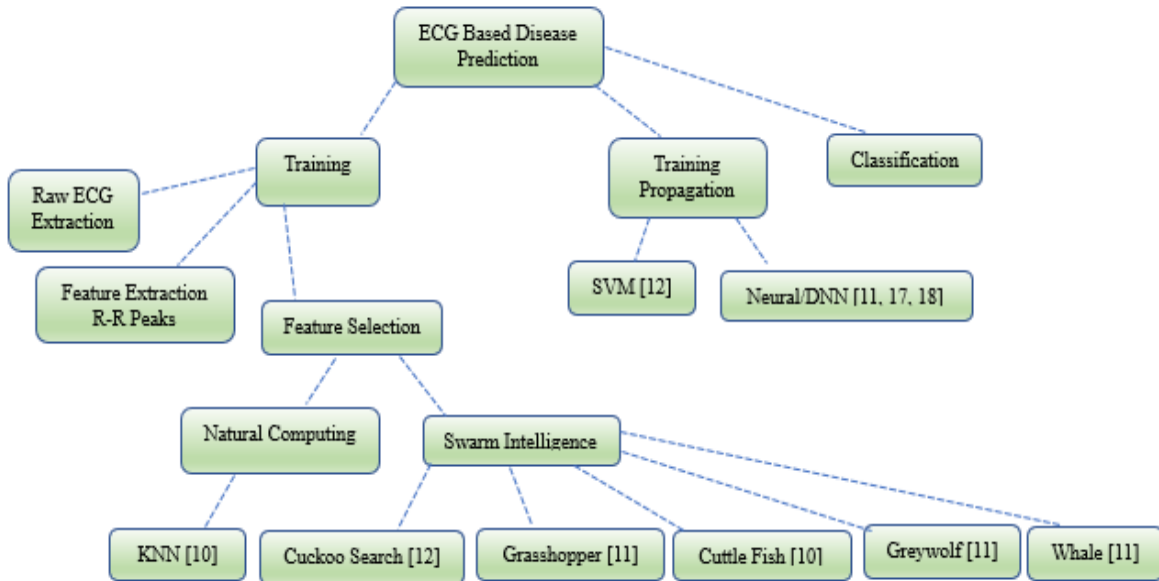 ECG Based Disease
Prediction
Training
Training
Propagation
Classification
Raw ECG
Extraction
Feature Extraction
R-R Peaks
SVM [12]
Neural/DNN [11, 17, 18]
Feature Selection
Natural Computing
Swarm Intelligence
KNN [10]
Cuckoo Search [12]
Grasshopper [11]
Cuttle Fish [10]
Greywolf [11]
Whale [11]